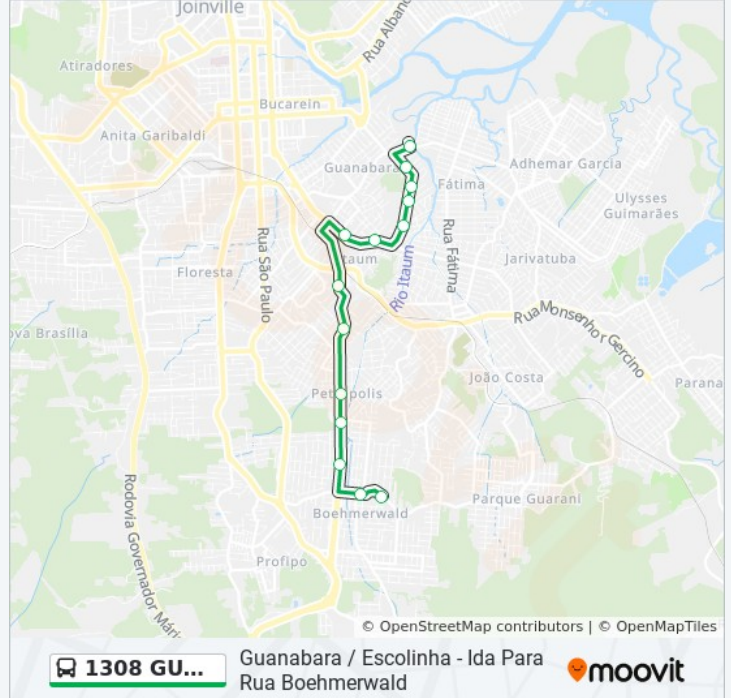 Joinville
Rua Albano
Atiradores
Bucarein
Anita Garibaldi
Guanabara
Adhemar Garcia
Fátima
Ulysses
Guimarães
Rua São Paulo
Rua Fátima
Itaum
Jarivatuba
Floresta
Rio Itaum
Rua Monsenhor Gercino
ova Brasília
João Costa
Parana
Petrópolis
Rodovia Governador Mári
Parque Guarani
Boehmerwald
Profipo
© OpenStreetMap contributors | © OpenMapTiles
1308 GU...
Guanabara / Escolinha - Ida Para
Rua Boehmerwald
moovit